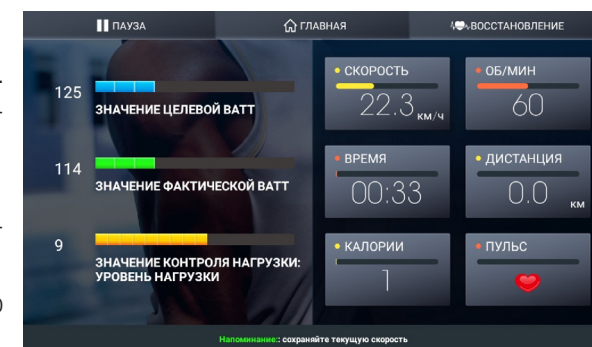 ПАУЗА
ГЛАВНАЯ
ВОССТАНОВЛЕНИЕ
125
ЗНАЧЕНИЕ ЦЕЛЕВОЙ ВАТТ
114
ЗНАЧЕНИЕ ФАКТИЧЕСКОЙ ВАТТ
9
ЗНАЧЕНИЕ КОНТРОЛЯ НАГРУЗКИ:
УРОВЕНЬ НАГРУЗКИ
СКОРОСТЬ
22.3 КМ/Ч
ОБ/МИН
60
ВРЕМЯ
00:33
ДИСТАНЦИЯ
0.0 КМ
КАЛОРИИ
1
ПУЛЬС
Напоминание:: сохраняйте текущую скорость